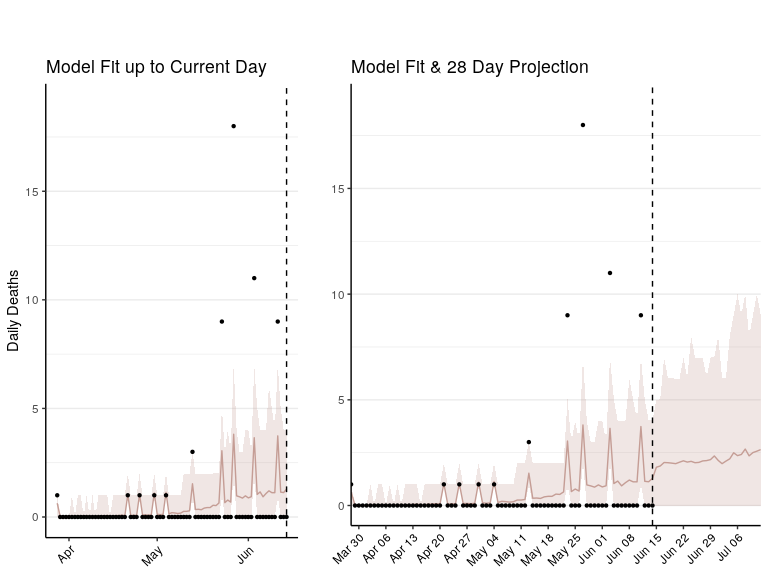 Model Fit up to Current Day
Model Fit & 28 Day Projection
Daily Deaths
15
10
5
0
Apr
May
Jun
15
10
5
0
Mar 30
Apr 06
Apr 13
Apr 20
Apr 27
May 04
May 11
May 18
May 25
Jun 01
Jun 08
Jun 15
Jun 22
Jun 29
Jul 06